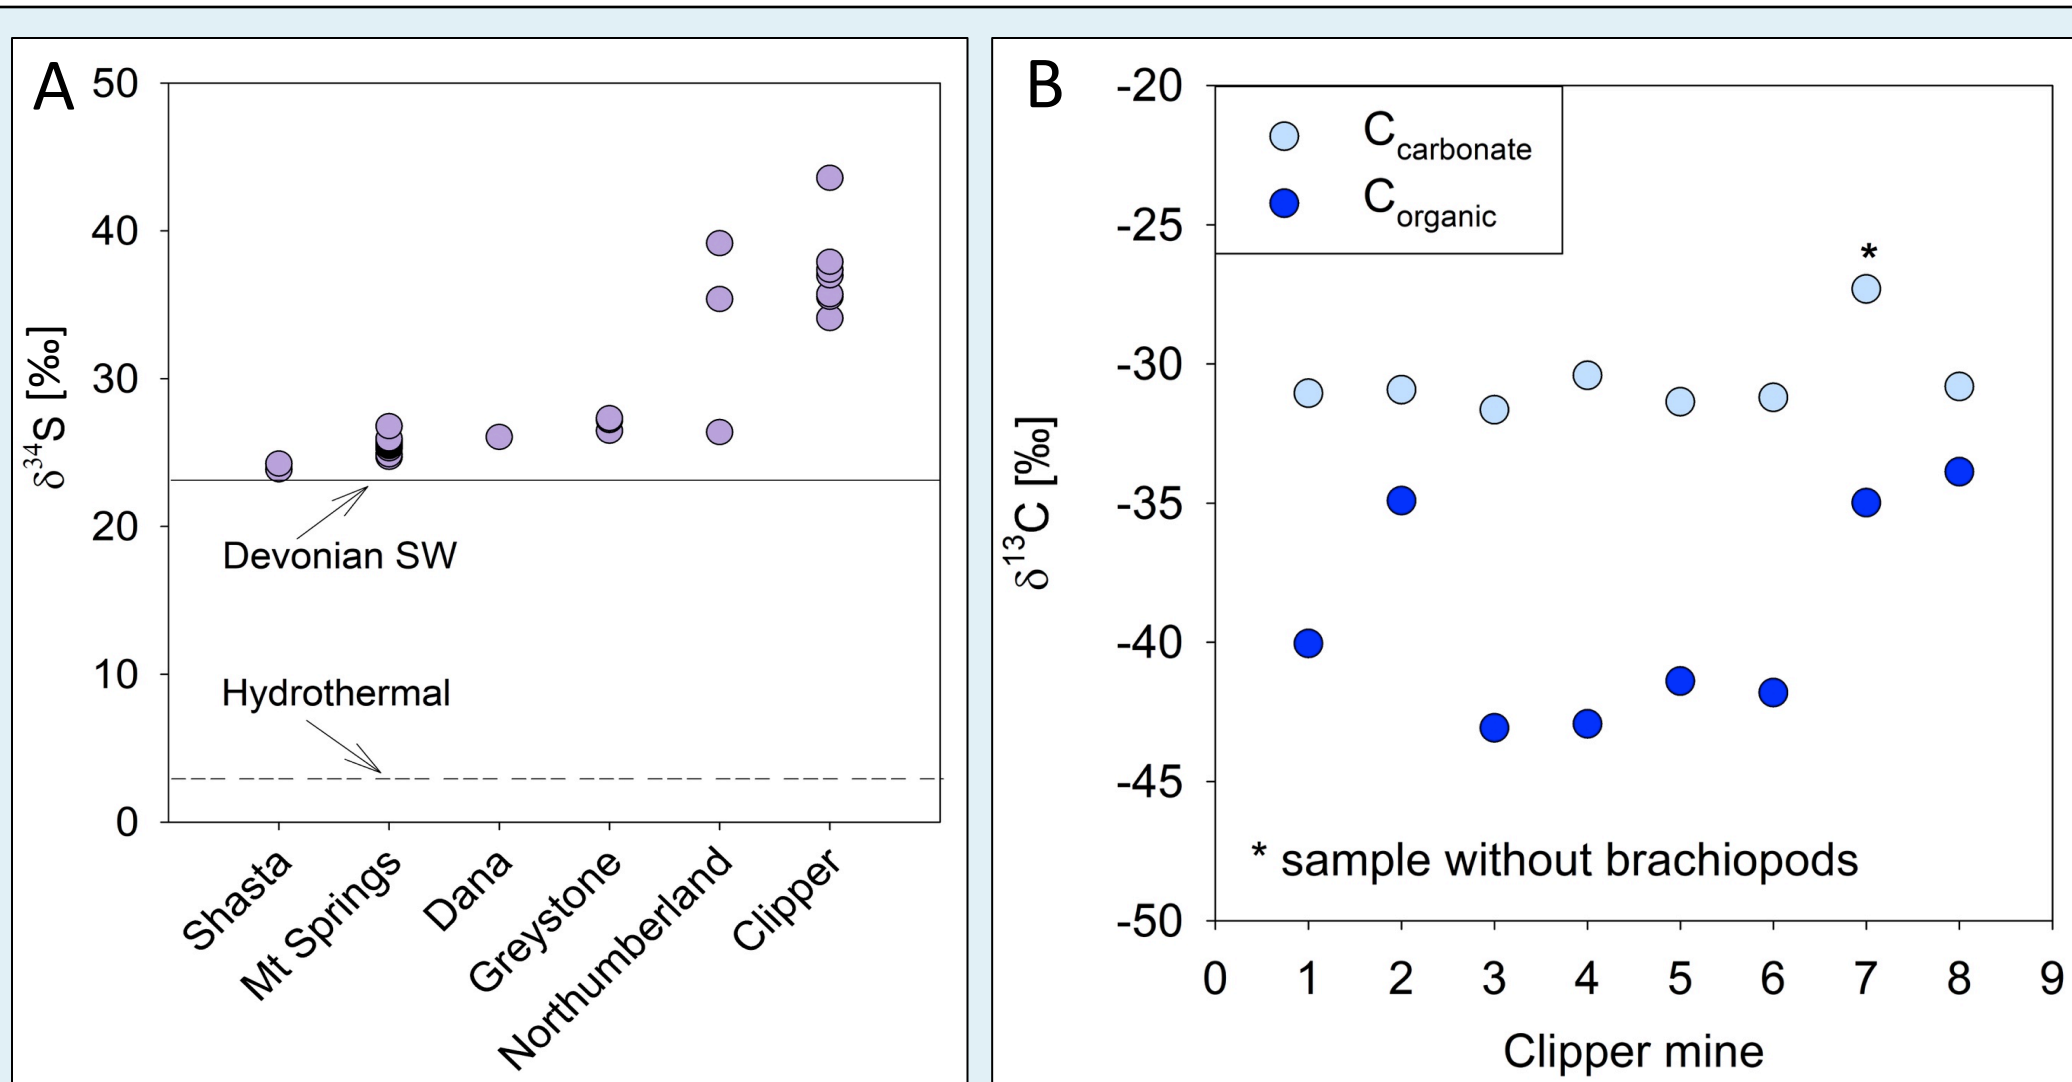 A
50
40
30
20
10
0
δ34S [‰]
Devonian SW
Hydrothermal
Shasta
Mt Springs
Dana
Greystone
Northumberland
Clipper
B
-20
-25
-30
-35
-40
-45
-50
δ13C [‰]
Ccarbonate
Corganic
*
* sample without brachiopods
0 1 2 3 4 5 6 7 8 9
Clipper mine